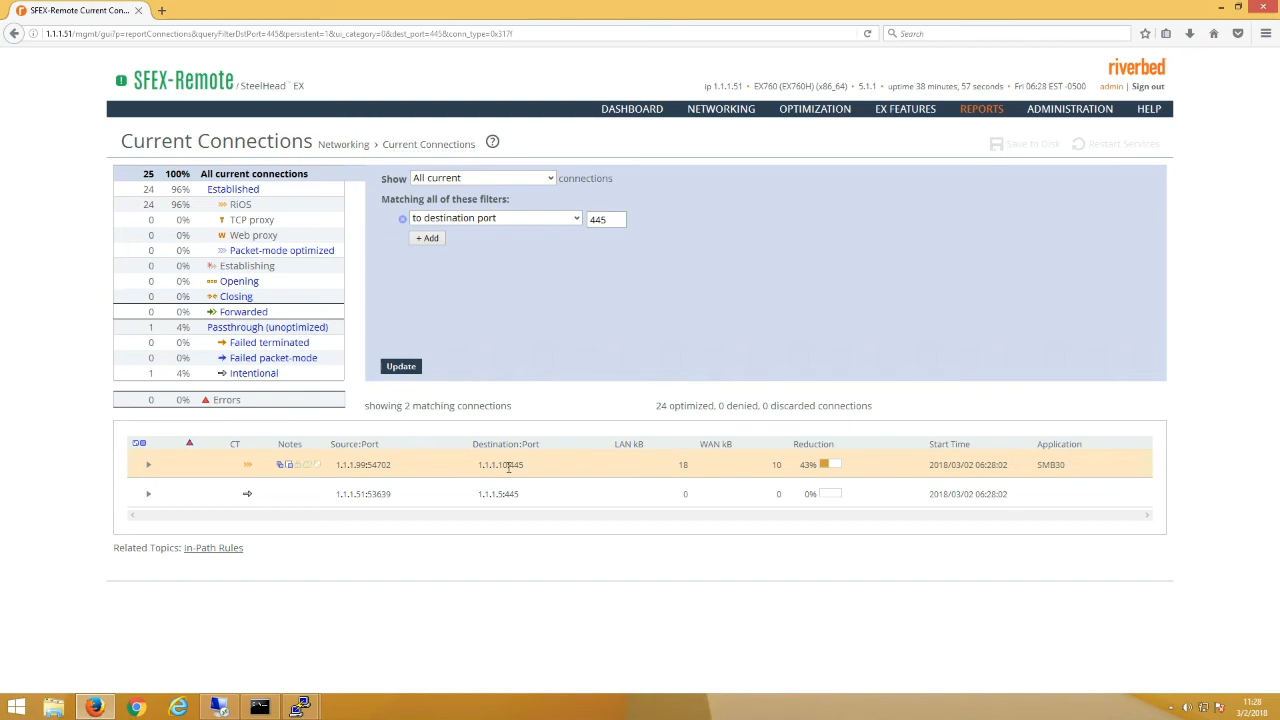 SFEX-Remote Current Con...
1.1.1.51/mgmt/gui?p=reportConnections&queryFilterDstPort=445&persistent=1&ui_category=0&dest_port=445&conn_type=0x317f
Search
riverbed
SFEX-Remote / SteelHead™ EX
ip 1.1.1.51 • EX760 (EX760H) (x86_64) • 5.1.1 • uptime 38 minutes, 57 seconds • Fri 06:28 EST -0500 admin | Sign out
DASHBOARD NETWORKING OPTIMIZATION EX FEATURES REPORTS ADMINISTRATION HELP
Current Connections Networking › Current Connections ?
Save to Disk Restart Services
25 100% All current connections
24 96% Established
24 96% RiOS
0 0% TCP proxy
0 0% Web proxy
0 0% Packet-mode optimized
0 0% Establishing
0 0% Opening
0 0% Closing
0 0% Forwarded
1 4% Passthrough (unoptimized)
0 0% Failed terminated
0 0% Failed packet-mode
1 4% Intentional
0 0% Errors
Show All current connections
Matching all of these filters:
to destination port 445
+ Add
Update
showing 2 matching connections 24 optimized, 0 denied, 0 discarded connections
CT Notes Source:Port Destination:Port LAN kB WAN kB Reduction Start Time Application
1.1.1.99:54702 1.1.1.10:445 18 10 43% 2018/03/02 06:28:02 SMB30
1.1.1.51:53639 1.1.1.5:445 0 0 0% 2018/03/02 06:28:02
Related Topics: In-Path Rules
11:28
3/2/2018